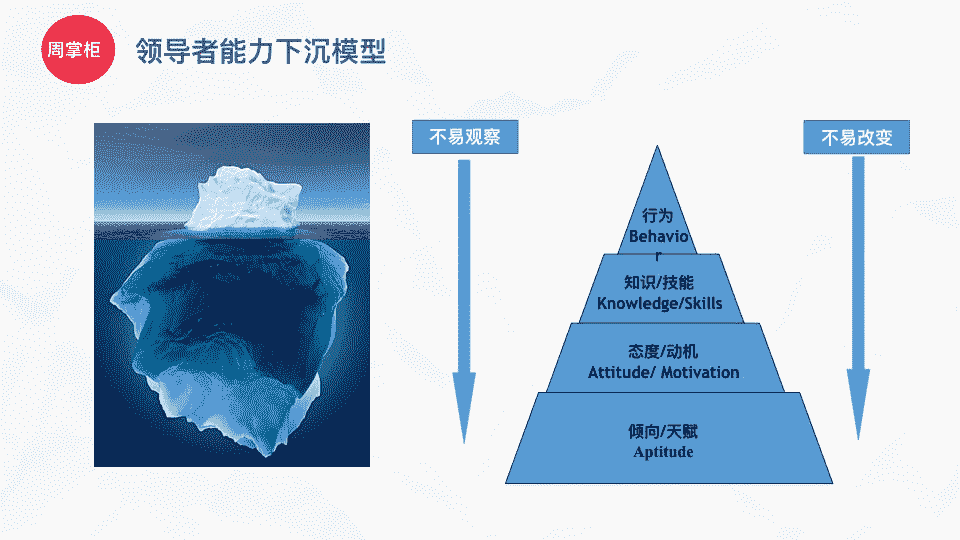 周掌柜
领导者能力下沉模型
不易观察
不易改变
行为
Behavio
r
知识/技能
Knowledge/Skills
态度/动机
Attitude/ Motivation
倾向/天赋
Aptitude